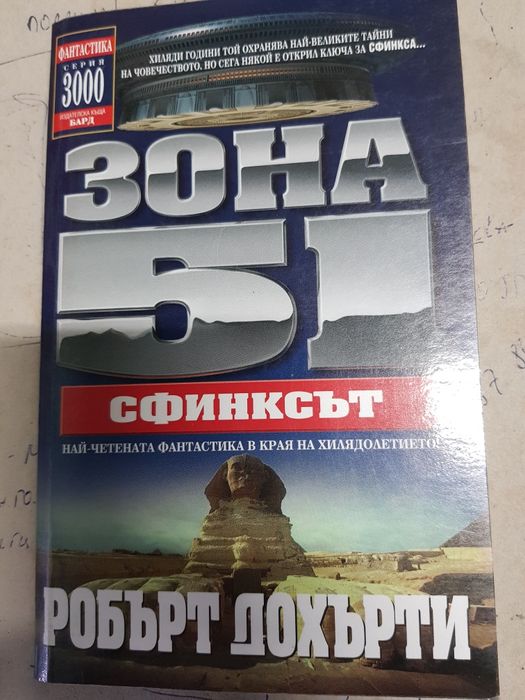 ФАНТАСТИКА
СЕРИЯ
3000
ИЗДАТЕЛСКА КЪЩА
БАРД
ХИЛЯДИ ГОДИНИ ТОЙ ОХРАНЯВА НАЙ-ВЕЛИКИТЕ ТАЙНИ
НА ЧОВЕЧЕСТВОТО. НО СЕГА НЯКОЙ Е ОТКРИЛ КЛЮЧА ЗА СФИНКСА...
ЗОНА
51
СФИНКСЪТ
НАЙ-ЧЕТЕНАТА ФАНТАСТИКА В КРАЯ НА ХИЛЯДОЛЕТИЕТО!
РОБЪРТ ДОХЪРТИ